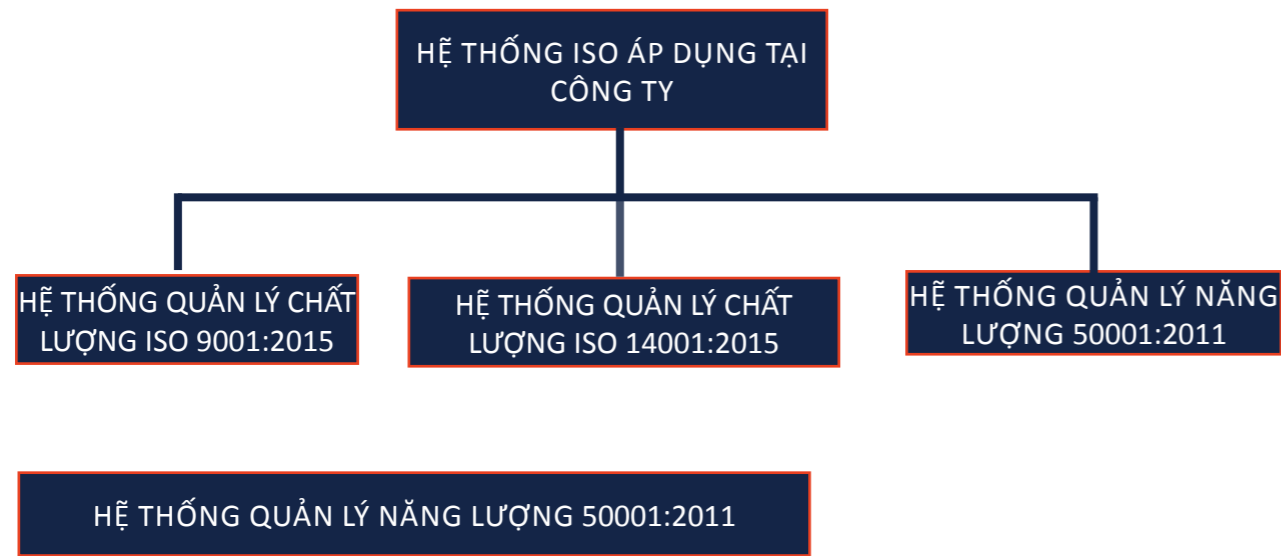 HỆ THỐNG ISO ÁP DỤNG TẠI
CÔNG TY
HỆ THỐNG QUẢN LÝ CHẤT
LƯỢNG ISO 9001:2015
HỆ THỐNG QUẢN LÝ CHẤT
LƯỢNG ISO 14001:2015
HỆ THỐNG QUẢN LÝ NĂNG
LƯỢNG 50001:2011
HỆ THỐNG QUẢN LÝ NĂNG LƯỢNG 50001:2011